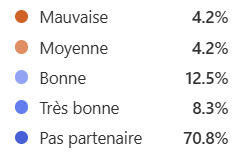 Mauvaise 4.2%
Moyenne 4.2%
Bonne 12.5%
Très bonne 8.3%
Pas partenaire 70.8%